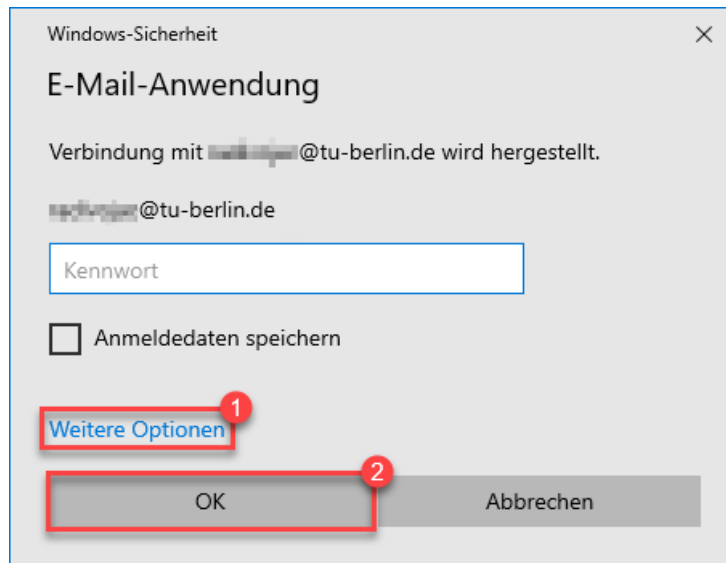 Windows-Sicherheit
E-Mail-Anwendung
Verbindung mit @tu-berlin.de wird hergestellt.
@tu-berlin.de
Kennwort
Anmeldedaten speichern
1
Weitere Optionen
2
OK
Abbrechen